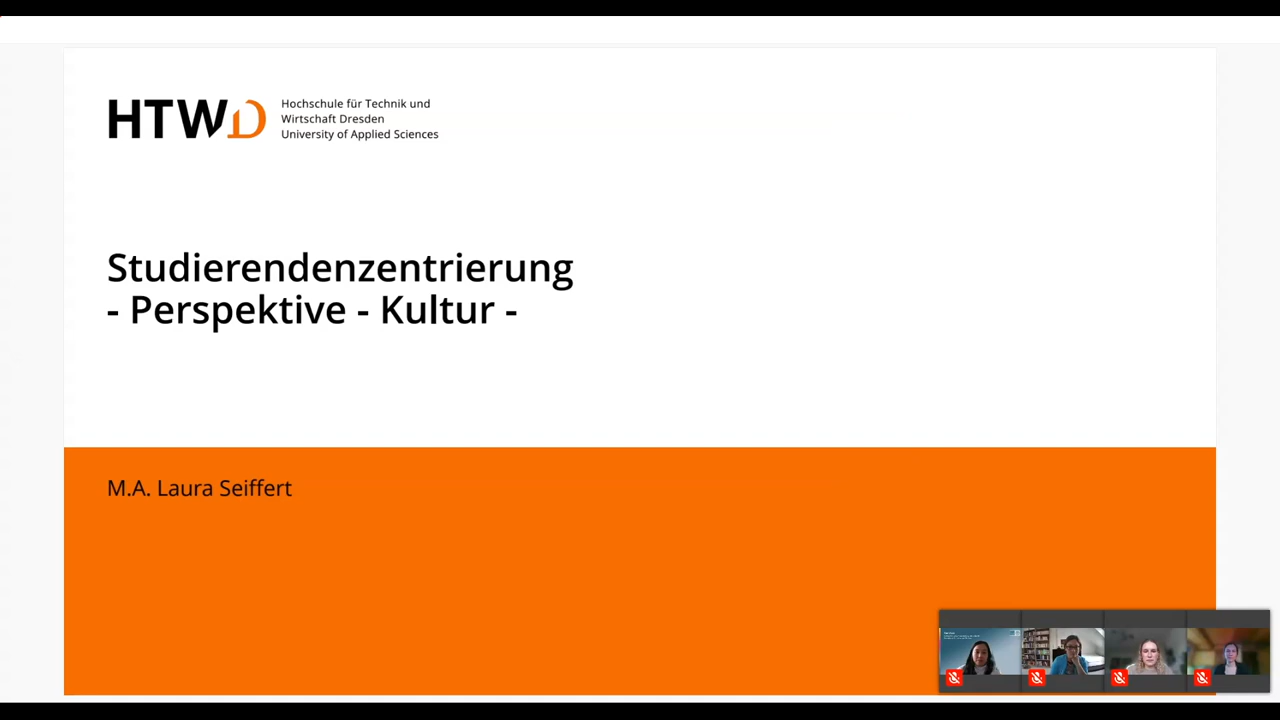 HTWD
Hochschule für Technik und
Wirtschaft Dresden
University of Applied Sciences
Studierendenzentrierung
- Perspektive - Kultur -
M.A. Laura Seiffert